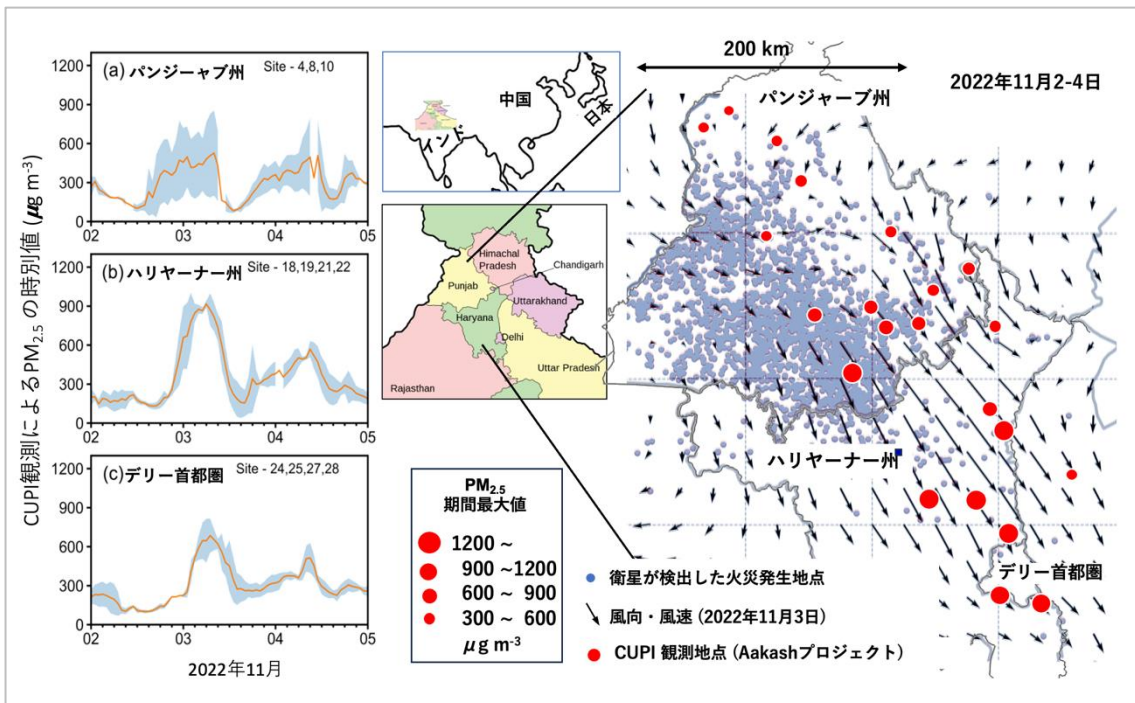 CUPI観測によるPM2.5 の時別値 (μg m-3)
(a) パンジーャブ州
Site - 4,8,10
1200
900
600
300
0
02
03
04
05
(b) ハリヤーナー州
Site - 18,19,21,22
1200
900
600
300
0
02
03
04
05
(c) デリー首都圏
Site - 24,25,27,28
1200
900
600
300
0
02
03
04
05
2022年11月
中国
日本
インド
Himachal
Pradesh
Chandigarh
Punjab
Uttarakhand
Haryana
Delhi
Uttar Pradesh
Rajasthan
PM2.5
期間最大値
1200 ~
900 ~1200
600 ~ 900
300 ~ 600
μg m-3
200 km
2022年11月2-4日
パンジャーブ州
ハリヤーナー州
デリー首都圏
衛星が検出した火災発生地点
風向・風速 (2022年11月3日)
CUPI 観測地点 (Aakashプロジェクト)